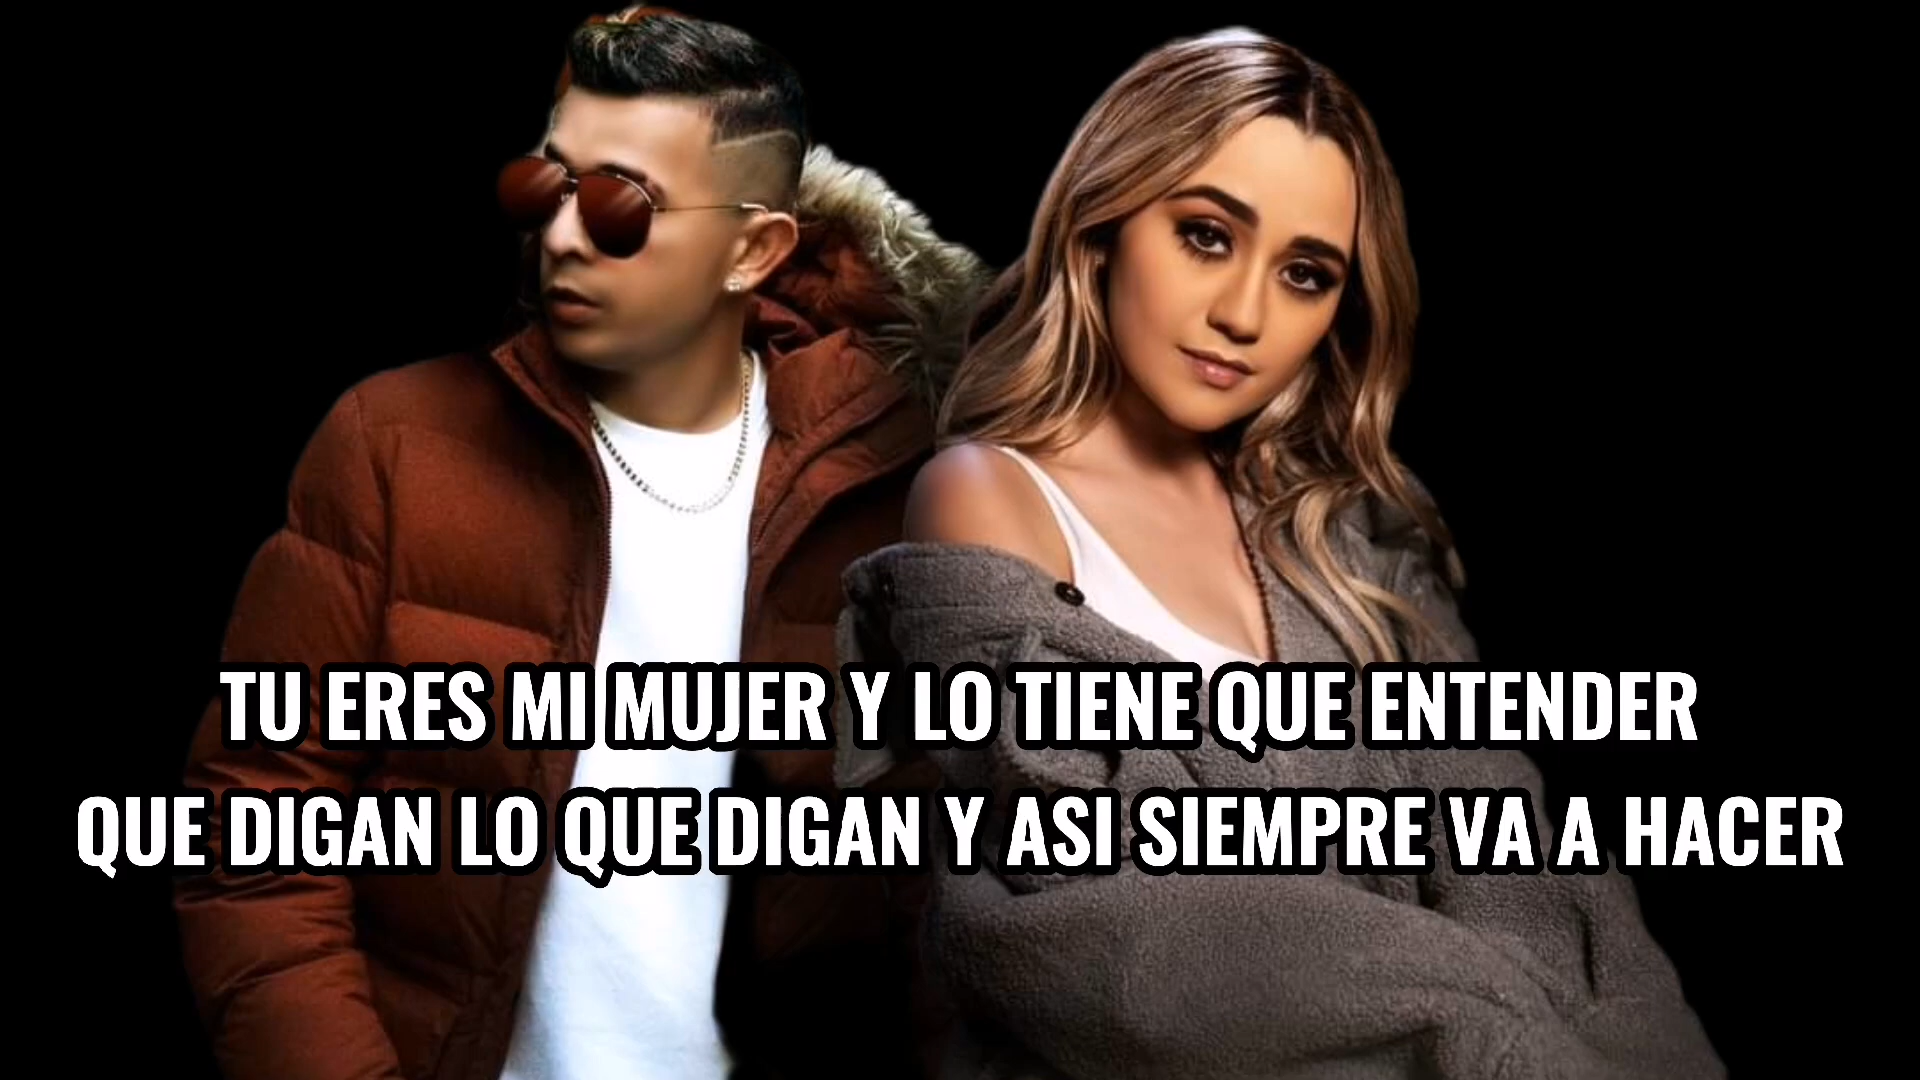 TU ERES MI MUJER Y LO TIENE QUE ENTENDER
QUE DIGAN LO QUE DIGAN Y ASI SIEMPRE VA A HACER